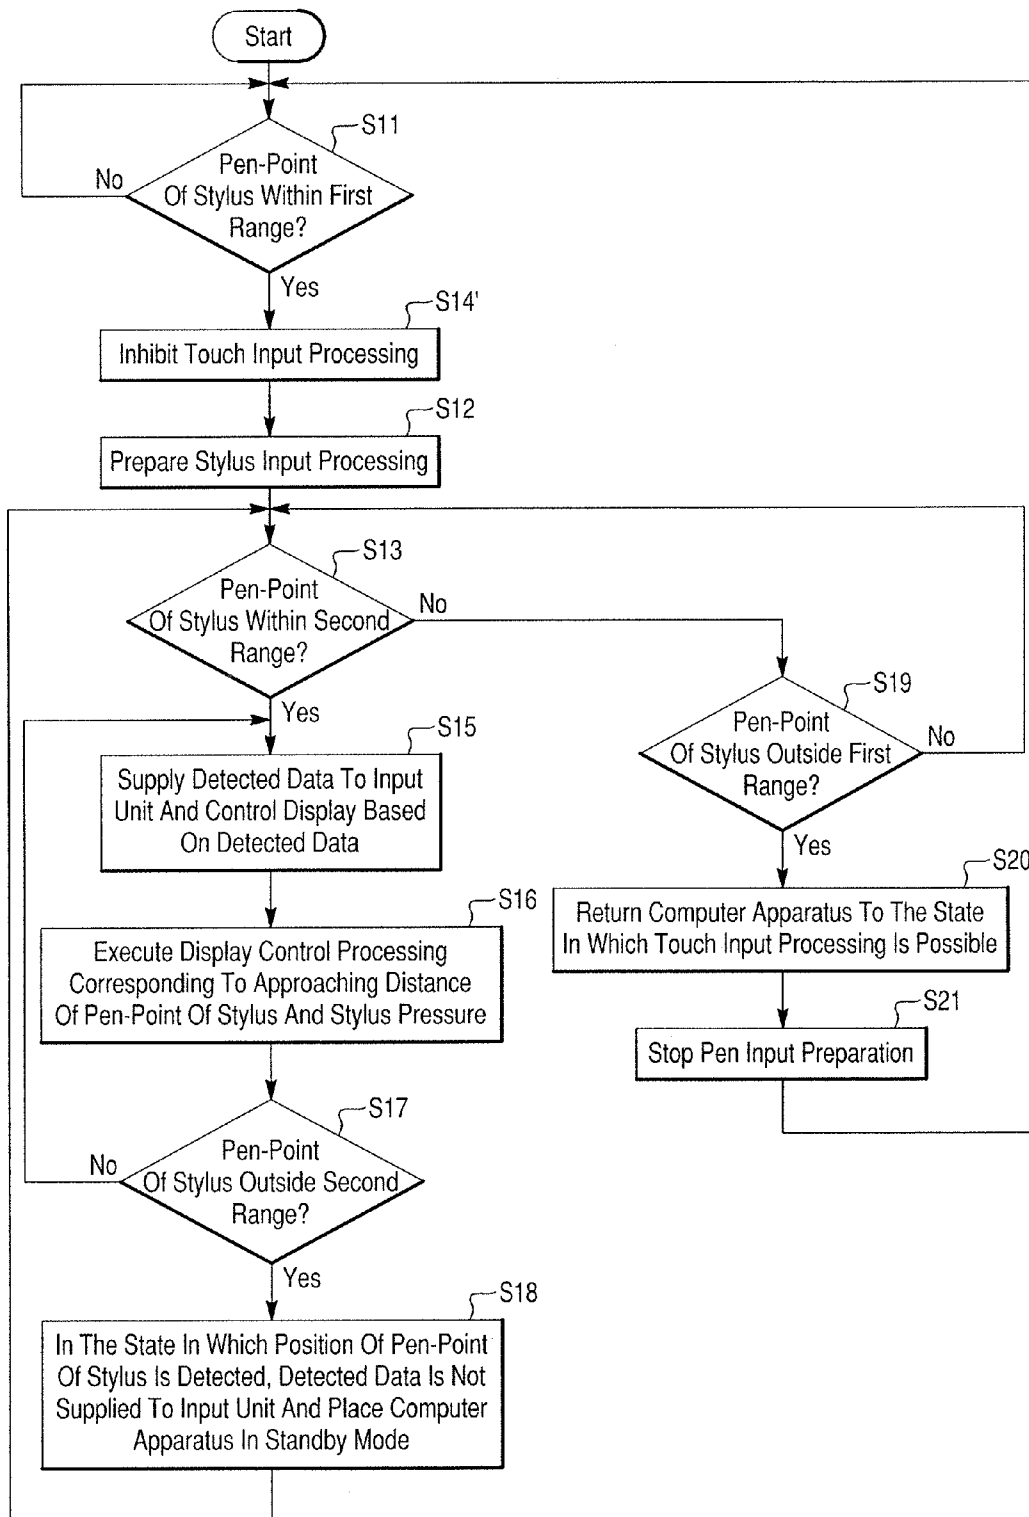 Start
S11
Pen-Point
Of Stylus Within First
Range?
No
Yes
S14'
Inhibit Touch Input Processing
S12
Prepare Stylus Input Processing
S13
Pen-Point
Of Stylus Within Second
Range?
No
Yes
S15
Supply Detected Data To Input
Unit And Control Display Based
On Detected Data
S16
Execute Display Control Processing
Corresponding To Approaching Distance
Of Pen-Point Of Stylus And Stylus Pressure
S17
Pen-Point
Of Stylus Outside Second
Range?
No
Yes
S18
In The State In Which Position Of Pen-Point
Of Stylus Is Detected, Detected Data Is Not
Supplied To Input Unit And Place Computer
Apparatus In Standby Mode
S19
Pen-Point
Of Stylus Outside First
Range?
No
Yes
S20
Return Computer Apparatus To The State
In Which Touch Input Processing Is Possible
S21
Stop Pen Input Preparation